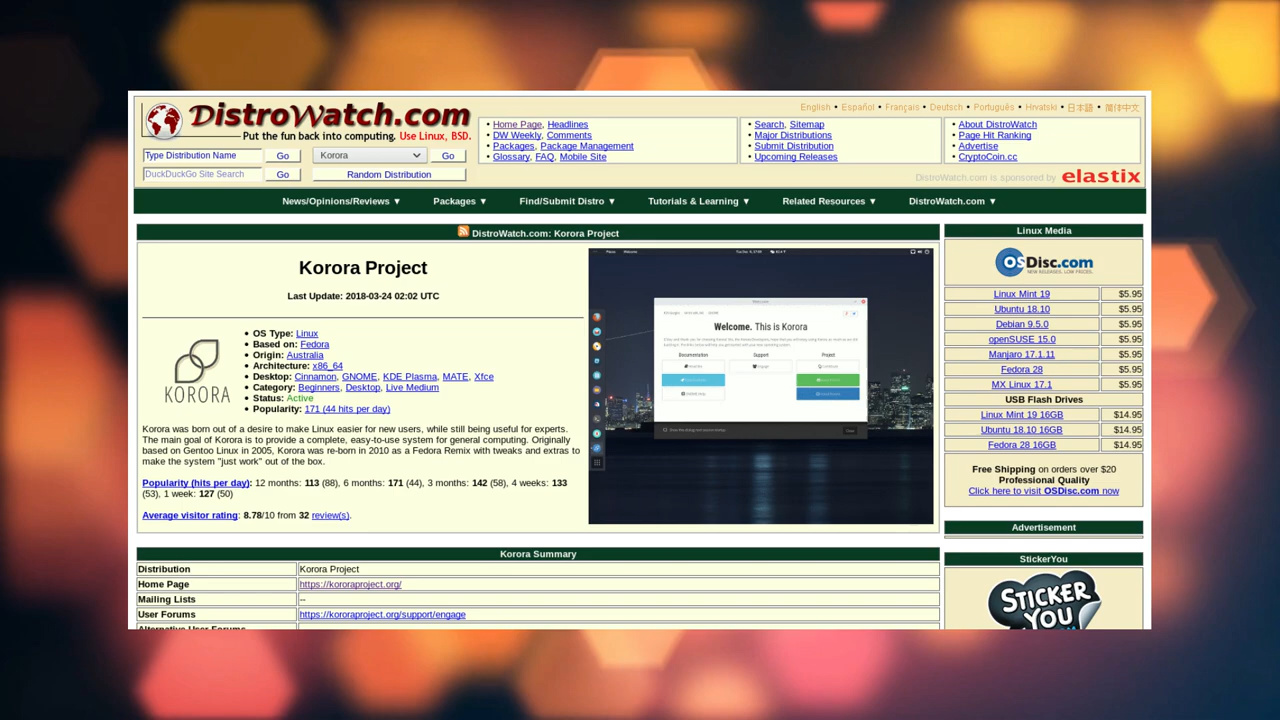 DistroWatch.com
Put the fun back into computing. Use Linux, BSD.
English • Español • Français • Deutsch • Português • Hrvatski • 日本語 • 简体中文
Type Distribution Name Go Korora Go
DuckDuckGo Site Search Go Random Distribution
• Home Page, Headlines
• DW Weekly, Comments
• Packages, Package Management
• Glossary, FAQ, Mobile Site
• Search, Sitemap
• Major Distributions
• Submit Distribution
• Upcoming Releases
• About DistroWatch
• Page Hit Ranking
• Advertise
• CryptoCoin.cc
DistroWatch.com is sponsored by elastix
News/Opinions/Reviews ▼ Packages ▼ Find/Submit Distro ▼ Tutorials & Learning ▼ Related Resources ▼ DistroWatch.com ▼
DistroWatch.com: Korora Project
Korora Project
Last Update: 2018-03-24 02:02 UTC
KORORA
• OS Type: Linux
• Based on: Fedora
• Origin: Australia
• Architecture: x86_64
• Desktop: Cinnamon, GNOME, KDE Plasma, MATE, Xfce
• Category: Beginners, Desktop, Live Medium
• Status: Active
• Popularity: 171 (44 hits per day)
Korora was born out of a desire to make Linux easier for new users, while still being useful for experts.
The main goal of Korora is to provide a complete, easy-to-use system for general computing. Originally
based on Gentoo Linux in 2005, Korora was re-born in 2010 as a Fedora Remix with tweaks and extras to
make the system "just work" out of the box.
Popularity (hits per day): 12 months: 113 (88), 6 months: 171 (44), 3 months: 142 (58), 4 weeks: 133
(53), 1 week: 127 (50)
Average visitor rating: 8.78/10 from 32 review(s).
Welcome. This is Korora
Documentation Support Project
Korora Summary
Distribution Korora Project
Home Page https://kororaproject.org/
Mailing Lists --
User Forums https://kororaproject.org/support/engage
Alternative User Forums
Linux Media
OSDisc.com
NEW RELEASES. LOW PRICES.
Linux Mint 19 $5.95
Ubuntu 18.10 $5.95
Debian 9.5.0 $5.95
openSUSE 15.0 $5.95
Manjaro 17.1.11 $5.95
Fedora 28 $5.95
MX Linux 17.1 $5.95
USB Flash Drives
Linux Mint 19 16GB $14.95
Ubuntu 18.10 16GB $14.95
Fedora 28 16GB $14.95
Free Shipping on orders over $20
Professional Quality
Click here to visit OSDisc.com now
Advertisement
StickerYou
STICKER
YOU